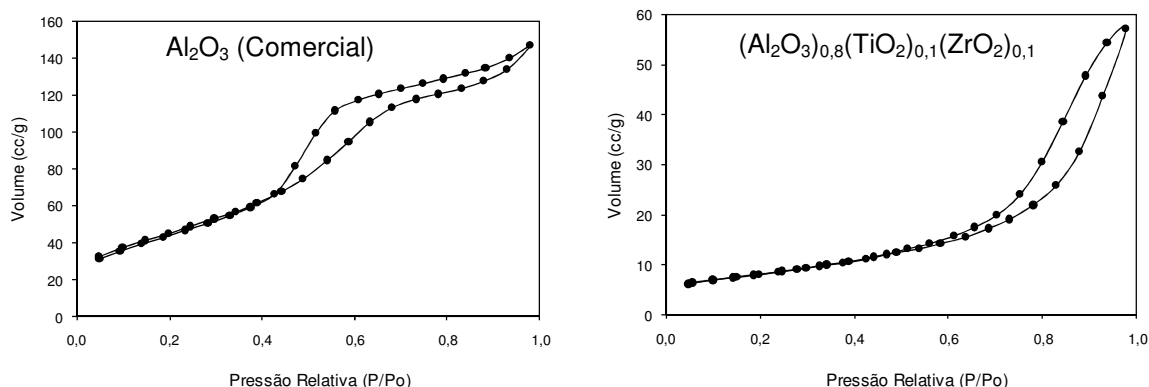 Al2O3 (Comercial)
Volume (cc/g)
160
140
120
100
80
60
40
20
0
0,0 0,2 0,4 0,6 0,8 1,0
Pressão Relativa (P/Po)
(Al2O3)0,8(TiO2)0,1(ZrO2)0,1
Volume (cc/g)
60
50
40
30
20
10
0
0,0 0,2 0,4 0,6 0,8 1,0
Pressão Relativa (P/Po)